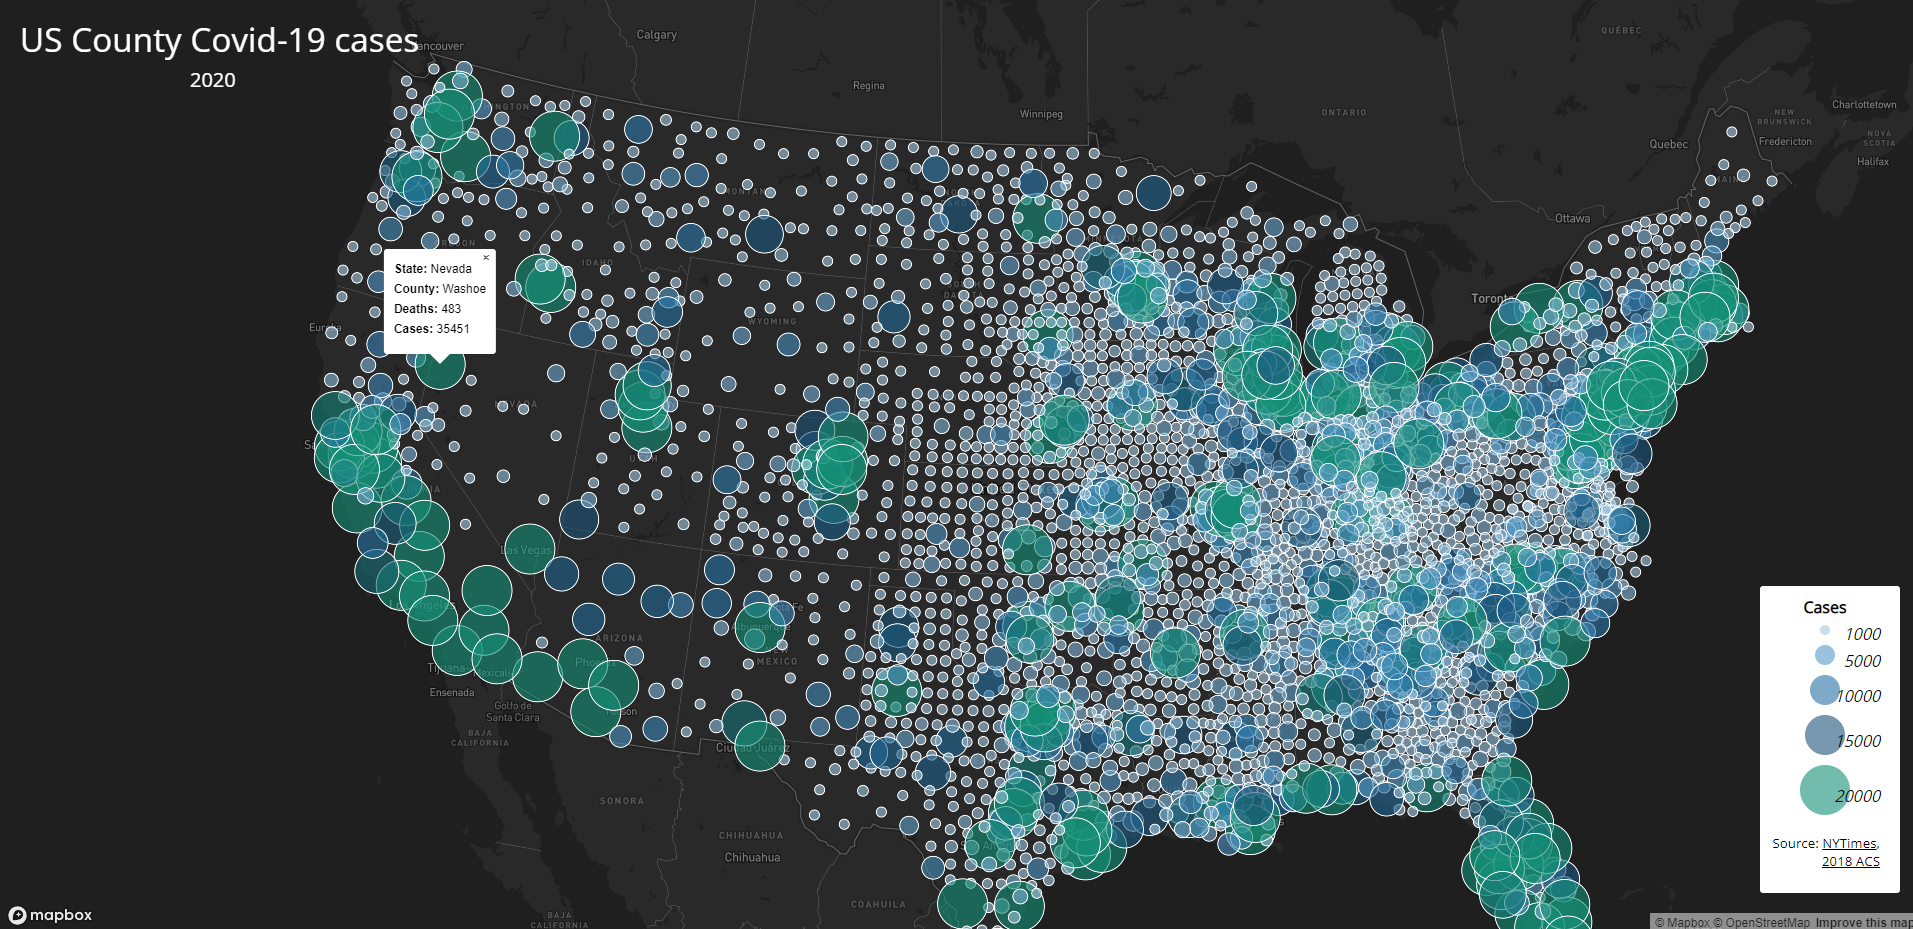 US County Covid-19 cases
2020
Calgary
Regina
Winnipeg
ONTARIO
QUÉBEC
Charlottetown
NEW
BRUNSWICK
Fredericton
NOVA
SCOTIA
Halifax
Quebec
Ottawa
Toronto
MONTAN
IDAHO
WYOMING
Eureka
×
State: Nevada
County: Washoe
Deaths: 483
Cases: 35451
NEVADA
Las Vegas
Los Angeles
ARIZONA
Albuquerque
NEW
MEXICO
Tijuana
Mexicali
Ensenada
Golfo de
Santa Clara
BAJA
CALIFORNIA
Ciudad Juárez
SONORA
CHIHUAHUA
Chihuahua
COAHUILA
BAJA
CALIFORNIA
Cases
1000
5000
10000
15000
20000
Source: NYTimes,
2018 ACS
mapbox
© Mapbox © OpenStreetMap Improve this map